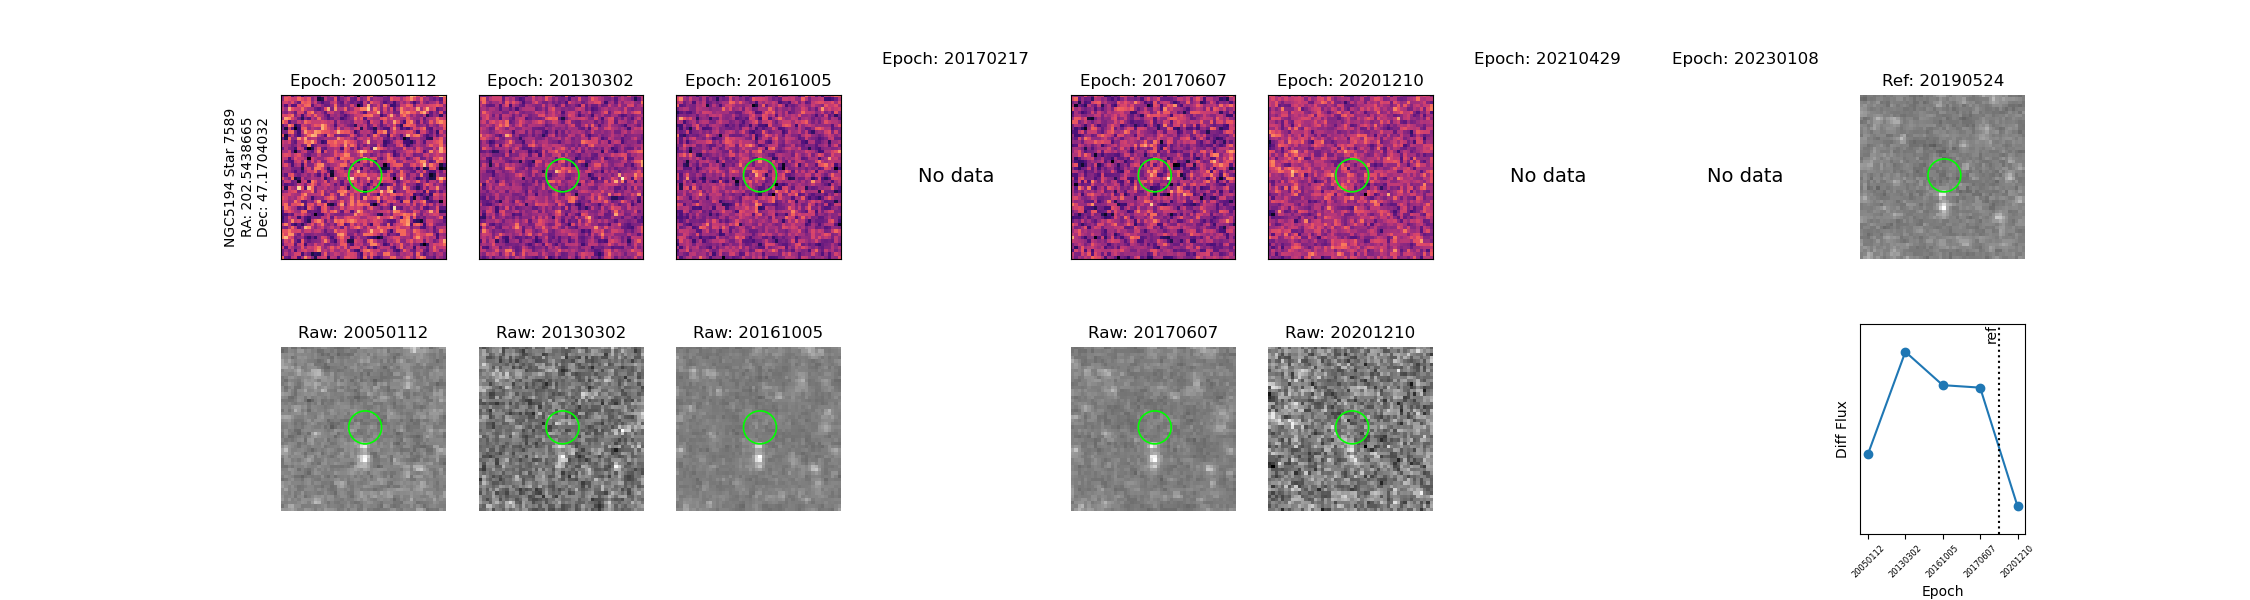 Epoch: 20170217
Epoch: 20210429
Epoch: 20230108
Epoch: 20050112
Epoch: 20130302
Epoch: 20161005
Epoch: 20170607
Epoch: 20201210
Ref: 20190524
NGC5194 Star 7589
RA: 202.5438665
Dec: 47.1704032
No data
No data
No data
Raw: 20050112
Raw: 20130302
Raw: 20161005
Raw: 20170607
Raw: 20201210
ref
Diff Flux
20050112
20130302
20161005
20170607
20201210
Epoch